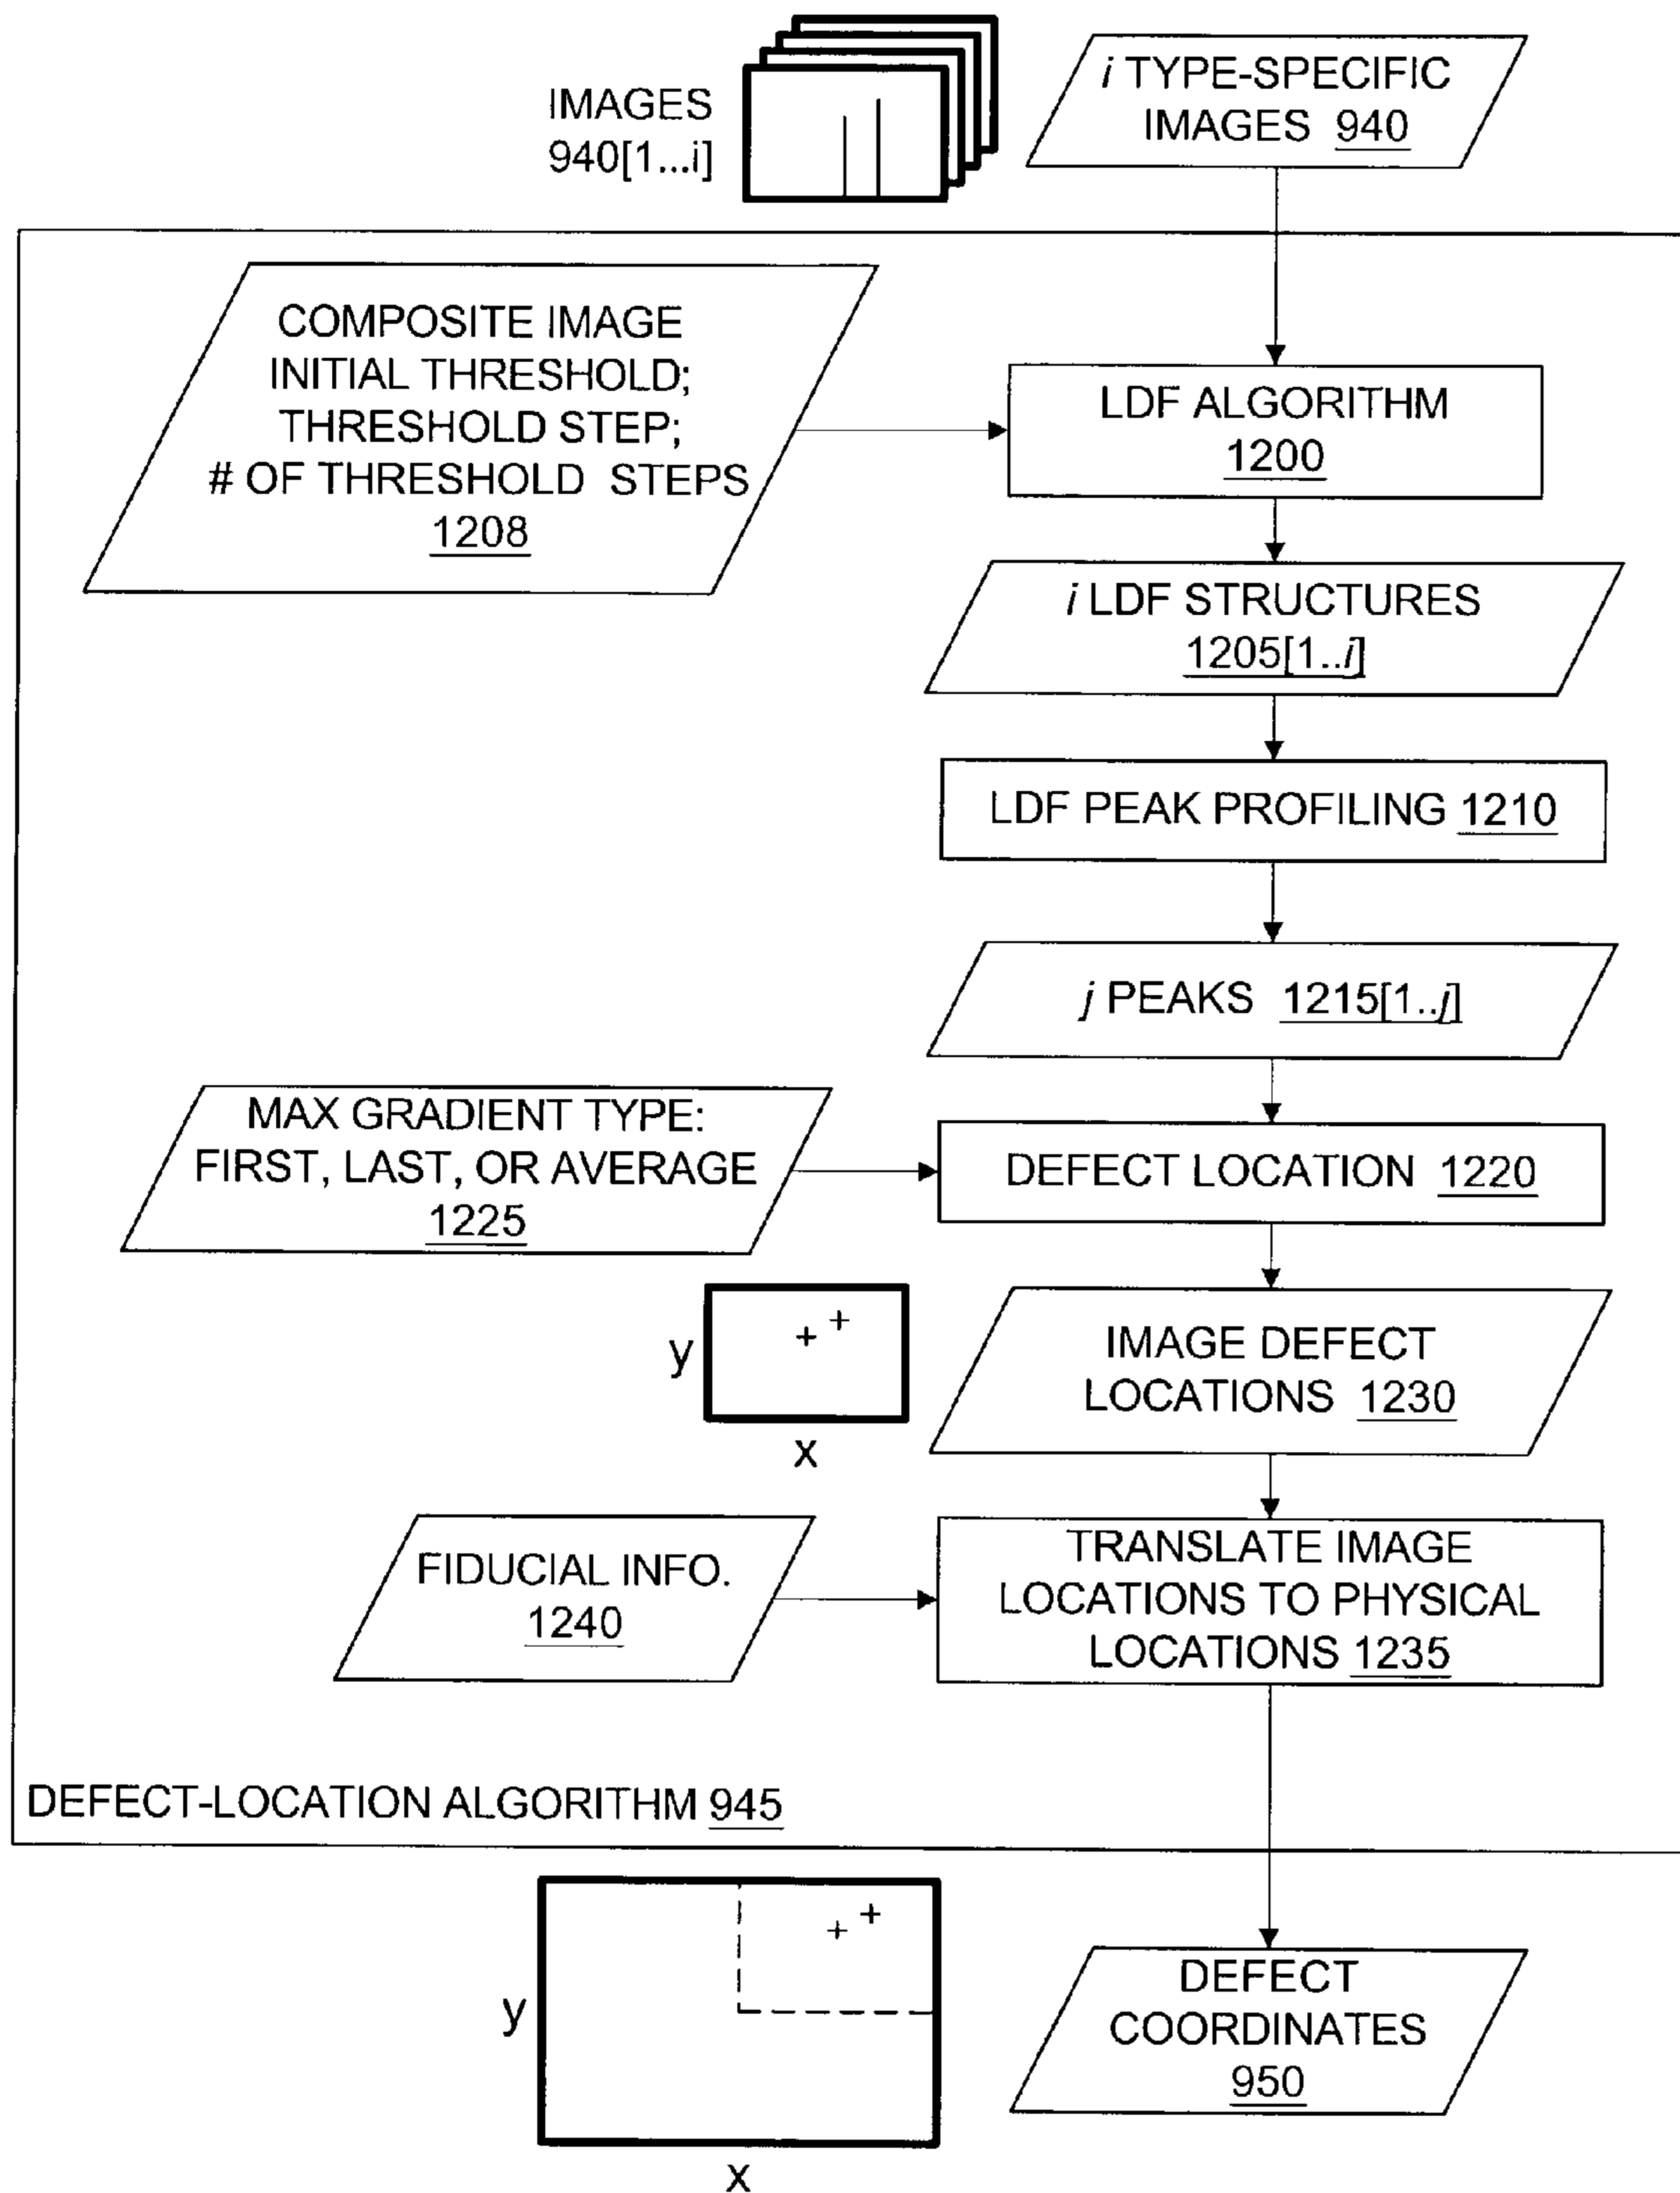 IMAGES
940[1...i]
i TYPE-SPECIFIC
IMAGES 940
COMPOSITE IMAGE
INITIAL THRESHOLD;
THRESHOLD STEP;
# OF THRESHOLD STEPS
1208
LDF ALGORITHM
1200
i LDF STRUCTURES
1205[1..i]
LDF PEAK PROFILING 1210
j PEAKS 1215[1..j]
MAX GRADIENT TYPE:
FIRST, LAST, OR AVERAGE
1225
DEFECT LOCATION 1220
y
x
IMAGE DEFECT
LOCATIONS 1230
FIDUCIAL INFO.
1240
TRANSLATE IMAGE
LOCATIONS TO PHYSICAL
LOCATIONS 1235
DEFECT-LOCATION ALGORITHM 945
y
x
DEFECT
COORDINATES
950